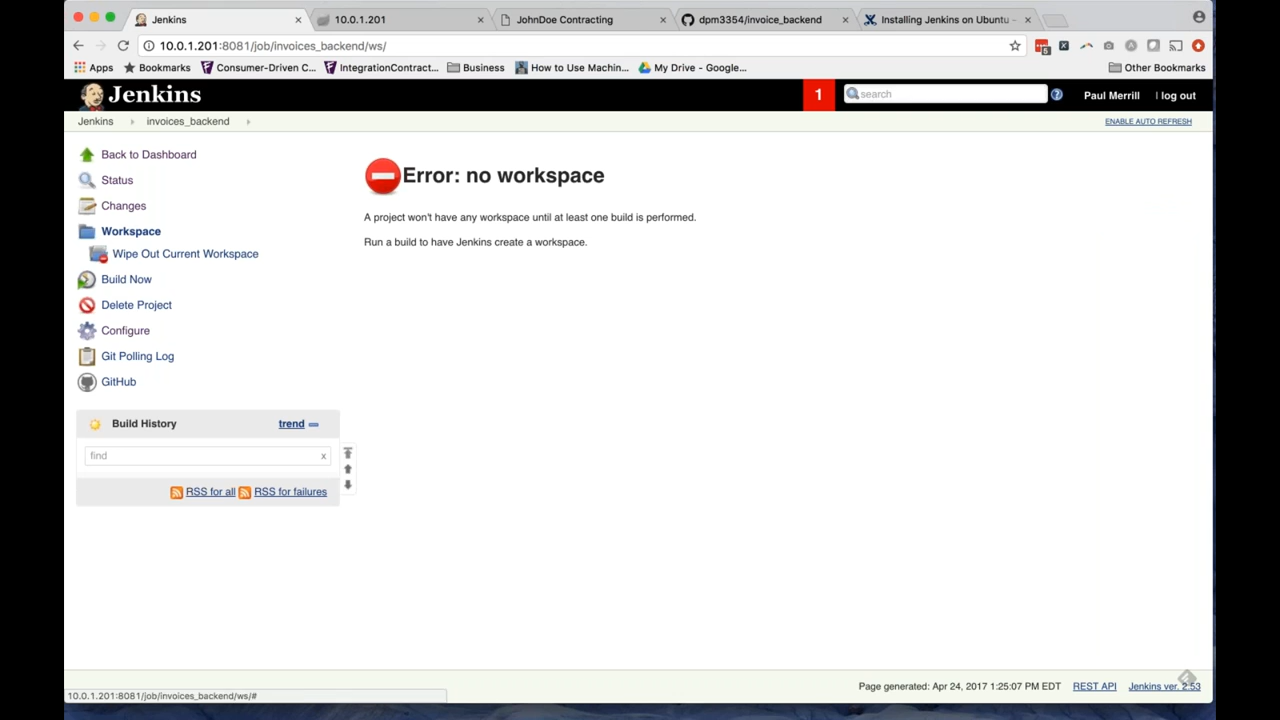 Jenkins
10.0.1.201
JohnDoe Contracting
dpm3354/invoice_backend
Installing Jenkins on Ubuntu -
10.0.1.201:8081/job/invoices_backend/ws/
Apps
Bookmarks
Consumer-Driven C...
IntegrationContract...
Business
How to Use Machin...
My Drive - Google...
Other Bookmarks
Jenkins
1
search
Paul Merrill
log out
Jenkins
invoices_backend
ENABLE AUTO REFRESH
Back to Dashboard
Status
Changes
Workspace
Wipe Out Current Workspace
Build Now
Delete Project
Configure
Git Polling Log
GitHub
Error: no workspace
A project won't have any workspace until at least one build is performed.
Run a build to have Jenkins create a workspace.
Build History
trend
find
x
RSS for all
RSS for failures
Page generated: Apr 24, 2017 1:25:07 PM EDT
REST API
Jenkins ver. 2.53
10.0.1.201:8081/job/invoices_backend/ws/#